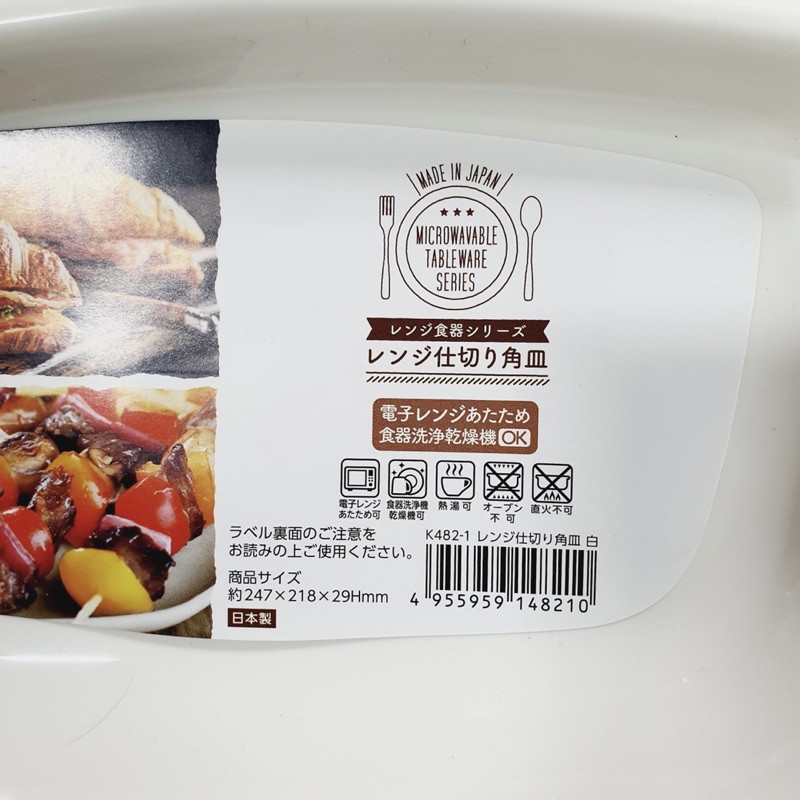 MADE IN JAPAN
MICROWAVABLE
TABLEWARE
SERIES
レンジ食器シリーズ
レンジ仕切り角皿
電子レンジあたため
食器洗浄乾燥機OK
電子レンジ
あたため可
食器洗浄機
乾燥機可
熱湯可
オーブン
不可
直火不可
ラベル裏面のご注意を
お読みの上ご使用ください。
商品サイズ
約247×218×29Hmm
日本製
K482-1 レンジ仕切り角皿 白
4 955959 148210